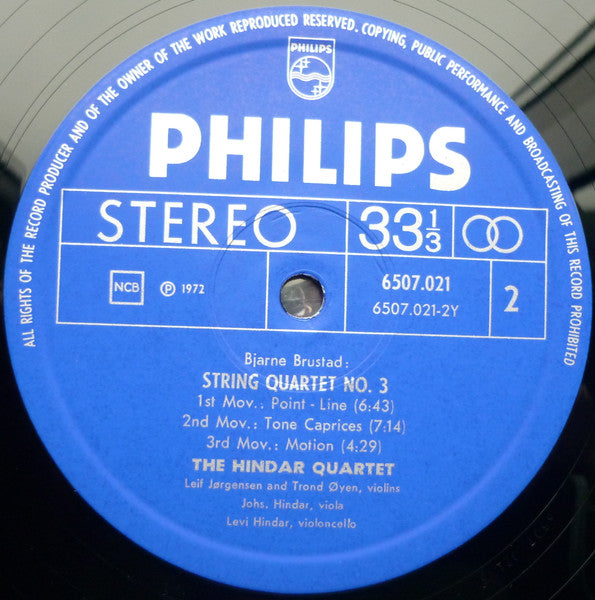 ALL RIGHTS OF THE RECORD PRODUCER AND OF THE OWNER OF THE WORK REPRODUCED RESERVED. COPYING, PUBLIC PERFORMANCE AND BROADCASTING OF THIS RECORD PROHIBITED
PHILIPS
PHILIPS
STEREO 33 1/3
NCB Ⓟ 1972 6507.021 2
6507.021-2Y
Bjarne Brustad:
STRING QUARTET NO. 3
1st Mov.: Point - Line (6:43)
2nd Mov.: Tone Caprices (7:14)
3rd Mov.: Motion (4:29)
THE HINDAR QUARTET
Leif Jørgensen and Trond Øyen, violins
Johs. Hindar, viola
Levi Hindar, violoncello